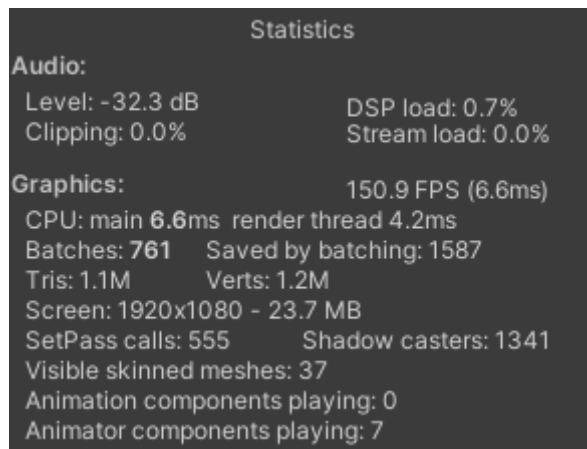 Statistics
Audio:
Level: -32.3 dB DSP load: 0.7%
Clipping: 0.0% Stream load: 0.0%
Graphics: 150.9 FPS (6.6ms)
CPU: main 6.6ms render thread 4.2ms
Batches: 761 Saved by batching: 1587
Tris: 1.1M Verts: 1.2M
Screen: 1920x1080 - 23.7 MB
SetPass calls: 555 Shadow casters: 1341
Visible skinned meshes: 37
Animation components playing: 0
Animator components playing: 7